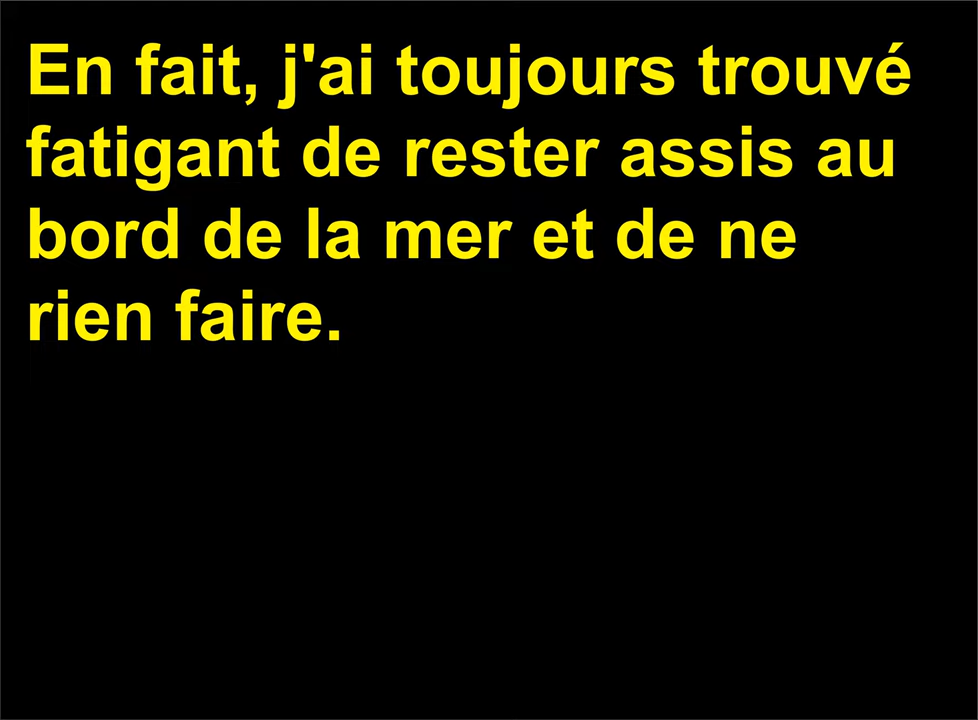 En fait, j'ai toujours trouvé
fatigant de rester assis au
bord de la mer et de ne
rien faire.